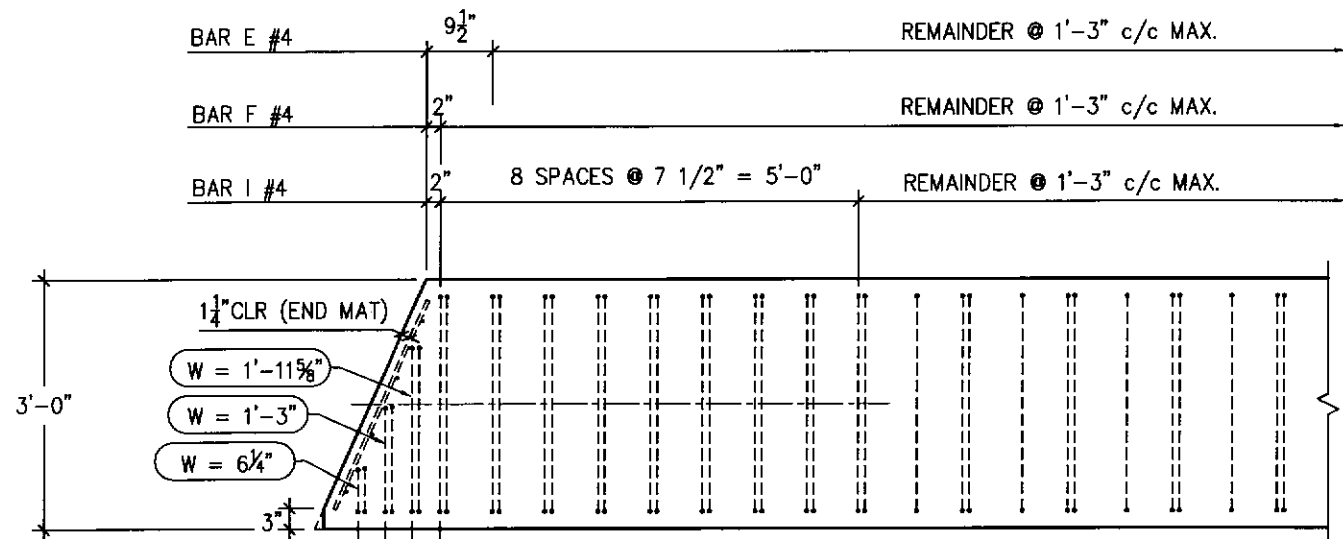 BAR E #4 9½" REMAINDER @ 1'-3" c/c MAX.
BAR F #4 2" REMAINDER @ 1'-3" c/c MAX.
BAR I #4 2" 8 SPACES @ 7 1/2" = 5'-0" REMAINDER @ 1'-3" c/c MAX.
1¼"CLR (END MAT)
W = 1'-11⅝"
3'-0"
W = 1'-3"
W = 6¼"
3"